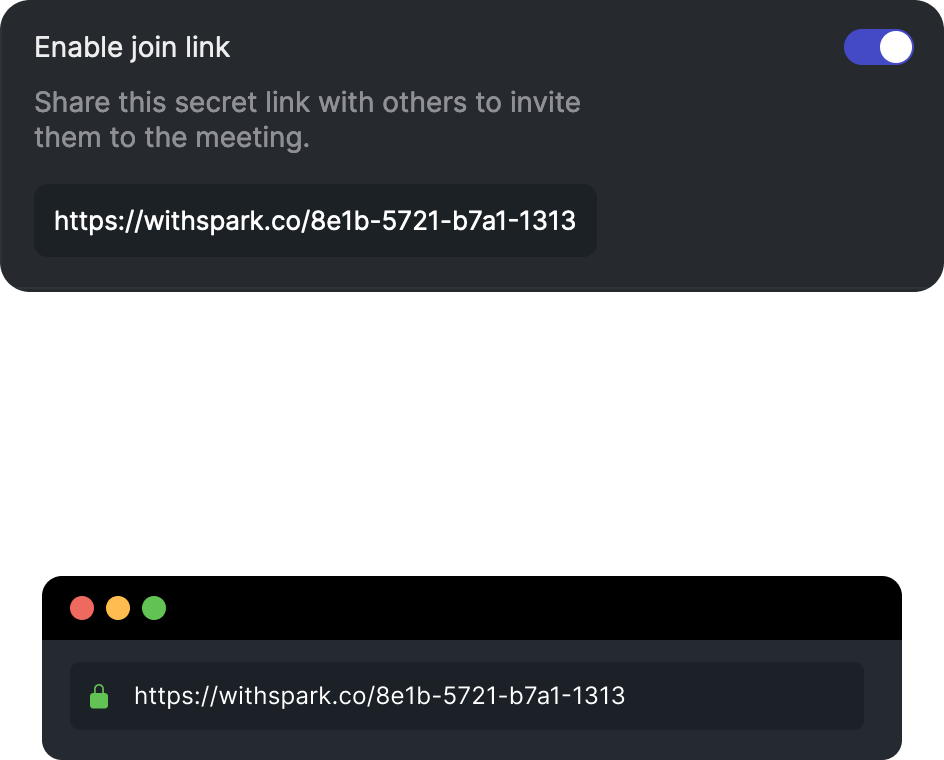 Enable join link
Share this secret link with others to invite
them to the meeting.
https://withspark.co/8e1b-5721-b7a1-1313
https://withspark.co/8e1b-5721-b7a1-1313